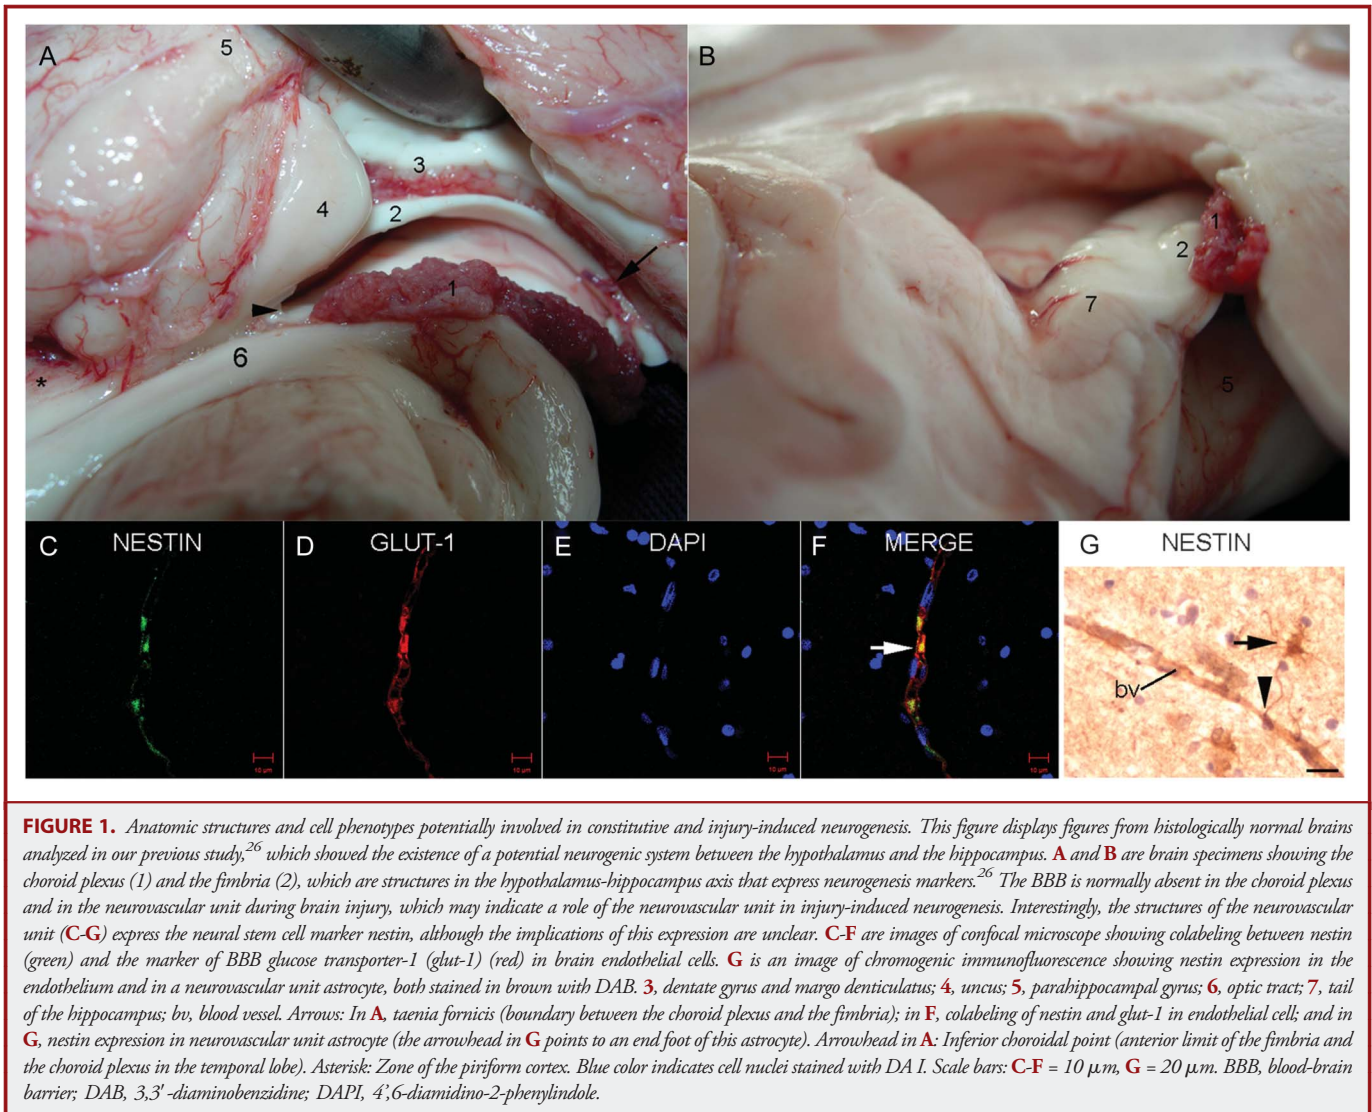 A
5
3
4
2
1
6
*
B
1
2
7
5
C NESTIN
10 μm
D GLUT-1
10 μm
E DAPI
10 μm
F MERGE
10 μm
G NESTIN
bv
FIGURE 1. Anatomic structures and cell phenotypes potentially involved in constitutive and injury-induced neurogenesis. This figure displays figures from histologically normal brains
analyzed in our previous study,26 which showed the existence of a potential neurogenic system between the hypothalamus and the hippocampus. A and B are brain specimens showing the
choroid plexus (1) and the fimbria (2), which are structures in the hypothalamus-hippocampus axis that express neurogenesis markers.26 The BBB is normally absent in the choroid plexus
and in the neurovascular unit during brain injury, which may indicate a role of the neurovascular unit in injury-induced neurogenesis. Interestingly, the structures of the neurovascular
unit (C-G) express the neural stem cell marker nestin, although the implications of this expression are unclear. C-F are images of confocal microscope showing colabeling between nestin
(green) and the marker of BBB glucose transporter-1 (glut-1) (red) in brain endothelial cells. G is an image of chromogenic immunofluorescence showing nestin expression in the
endothelium and in a neurovascular unit astrocyte, both stained in brown with DAB. 3, dentate gyrus and margo denticulatus; 4, uncus; 5, parahippocampal gyrus; 6, optic tract; 7, tail
of the hippocampus; bv, blood vessel. Arrows: In A, taenia fornicis (boundary between the choroid plexus and the fimbria); in F, colabeling of nestin and glut-1 in endothelial cell; and in
G, nestin expression in neurovascular unit astrocyte (the arrowhead in G points to an end foot of this astrocyte). Arrowhead in A: Inferior choroidal point (anterior limit of the fimbria and
the choroid plexus in the temporal lobe). Asterisk: Zone of the piriform cortex. Blue color indicates cell nuclei stained with DA I. Scale bars: C-F = 10 μm, G = 20 μm. BBB, blood-brain
barrier; DAB, 3,3′ -diaminobenzidine; DAPI, 4′,6-diamidino-2-phenylindole.